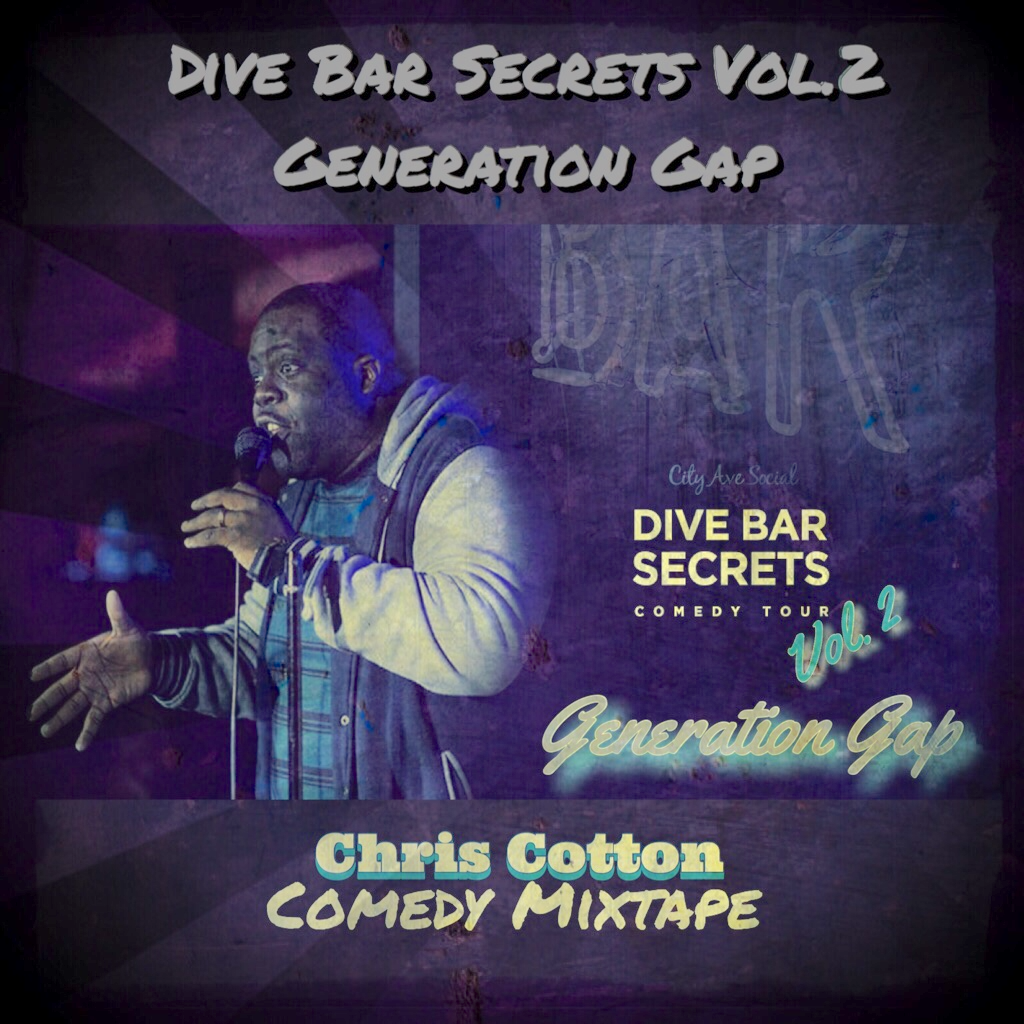 Dive Bar Secrets Vol.2
Generation Gap
BAR
City Ave Social
DIVE BAR
SECRETS
COMEDY TOUR
Vol. 2
Generation Gap
Chris Cotton
Comedy Mixtape